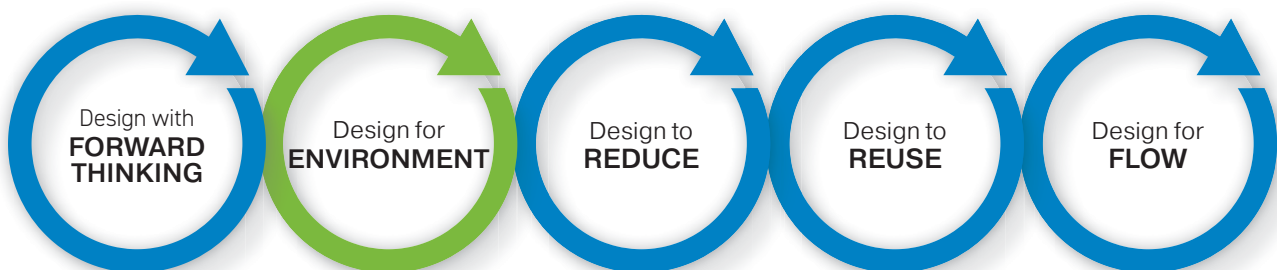 Design with
FORWARD
THINKING
Design for
ENVIRONMENT
Design to
REDUCE
Design to
REUSE
Design for
FLOW